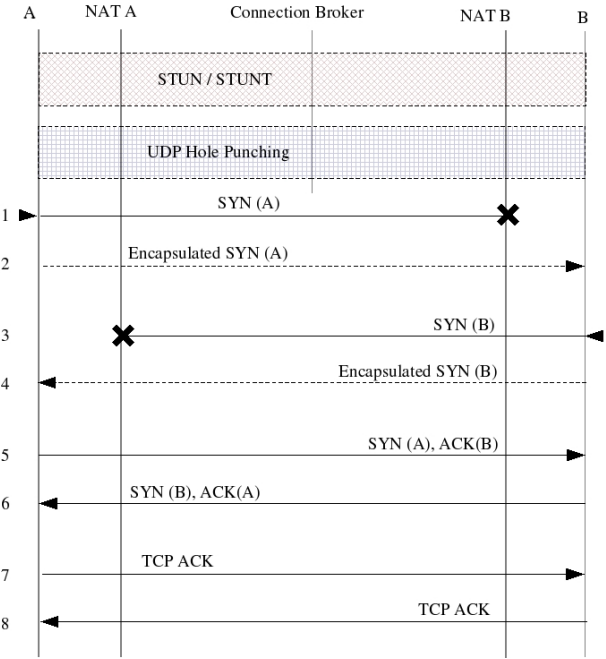 A NAT A Connection Broker NAT B B
STUN / STUNT
UDP Hole Punching
1 SYN (A)
2 Encapsulated SYN (A)
3 SYN (B)
4 Encapsulated SYN (B)
5 SYN (A), ACK(B)
6 SYN (B), ACK(A)
7 TCP ACK
8 TCP ACK